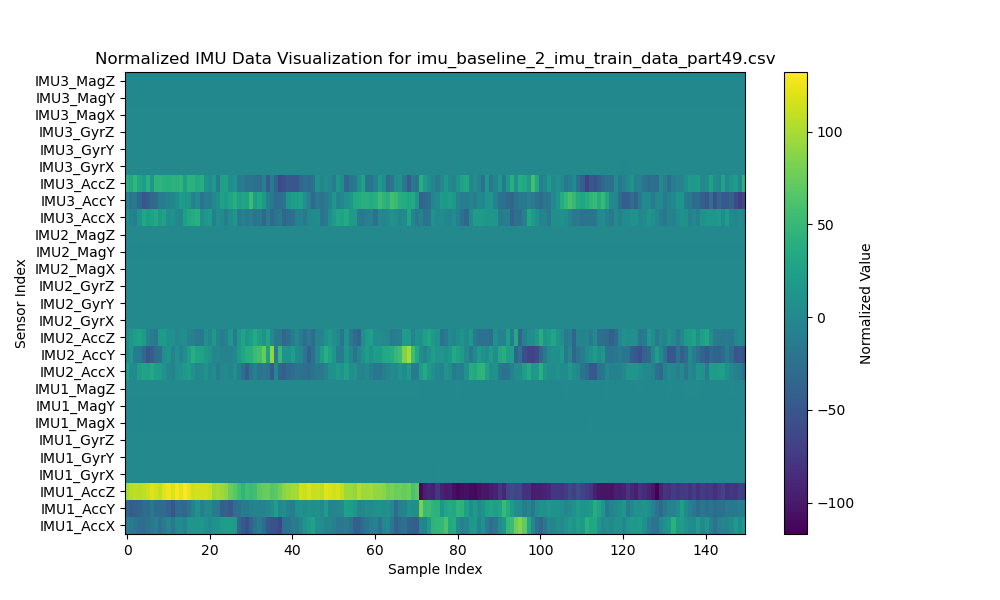 Normalized IMU Data Visualization for imu_baseline_2_imu_train_data_part49.csv
IMU3_MagZ
IMU3_MagY
IMU3_MagX
IMU3_GyrZ
IMU3_GyrY
IMU3_GyrX
IMU3_AccZ
IMU3_AccY
IMU3_AccX
IMU2_MagZ
IMU2_MagY
IMU2_MagX
IMU2_GyrZ
IMU2_GyrY
IMU2_GyrX
IMU2_AccZ
IMU2_AccY
IMU2_AccX
IMU1_MagZ
IMU1_MagY
IMU1_MagX
IMU1_GyrZ
IMU1_GyrY
IMU1_GyrX
IMU1_AccZ
IMU1_AccY
IMU1_AccX
Sensor Index
0 20 40 60 80 100 120 140
Sample Index
100
50
0
−50
−100
Normalized Value